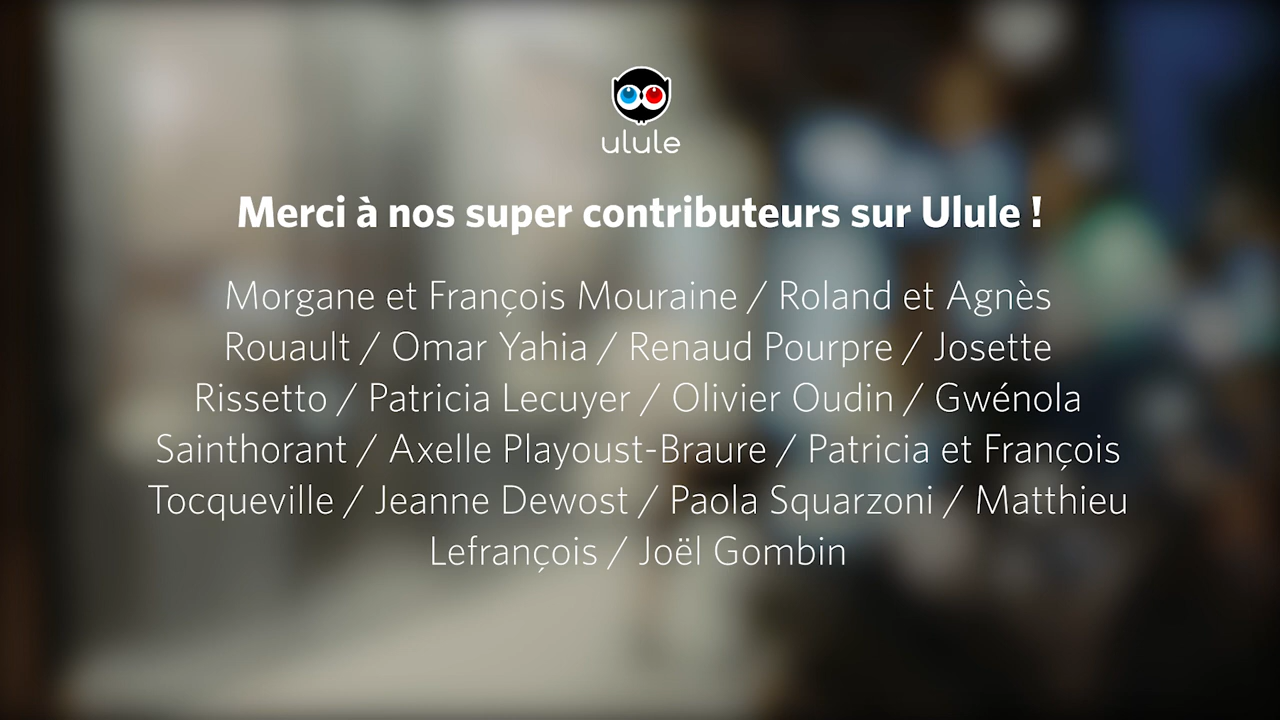 ulule
Merci à nos super contributeurs sur Ulule !
Morgane et François Mouraine / Roland et Agnès
Rouault / Omar Yahia / Renaud Pourpre / Josette
Rissetto / Patricia Lecuyer / Olivier Oudin / Gwénola
Sainthorant / Axelle Playoust-Braure / Patricia et François
Tocqueville / Jeanne Dewost / Paola Squarzoni / Matthieu
Lefrançois / Joël Gombin